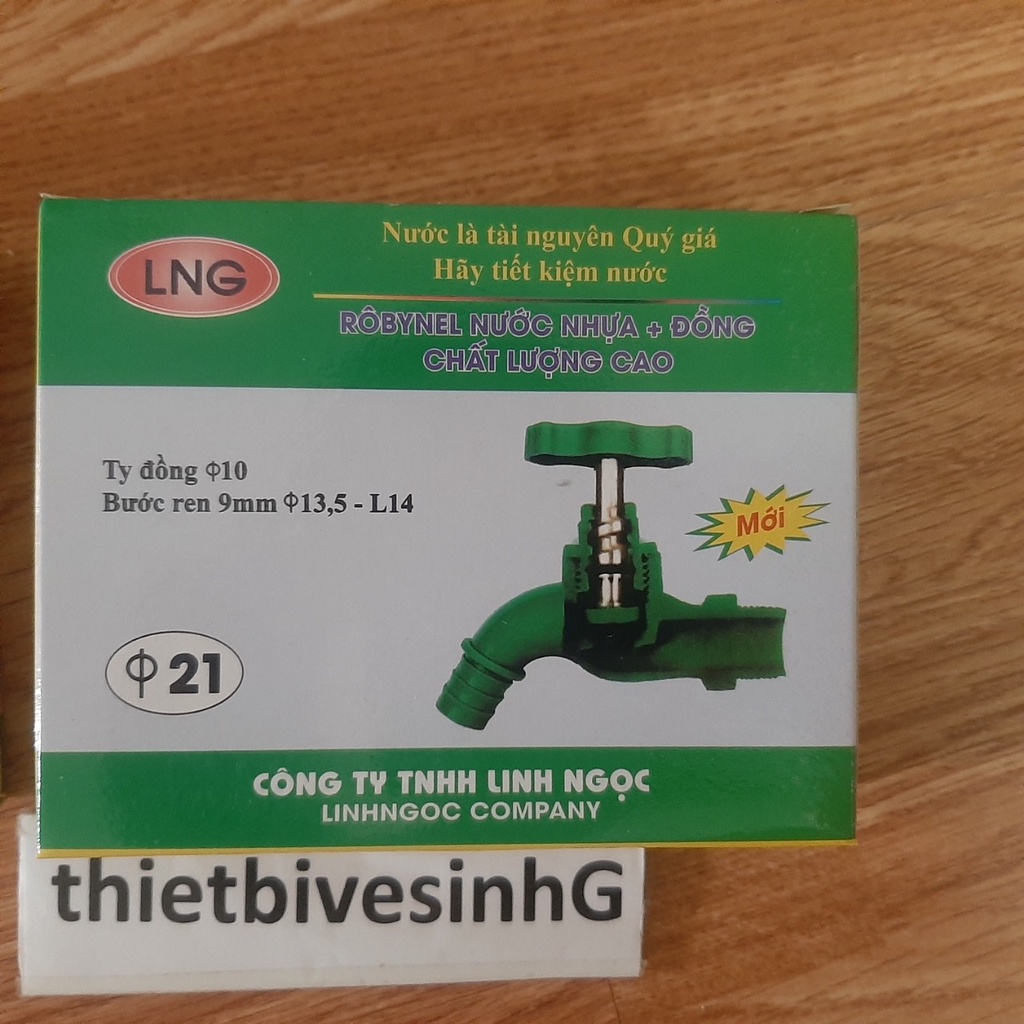 LNG
Nước là tài nguyên Quý giá
Hãy tiết kiệm nước
RÔBYNEL NƯỚC NHỰA + ĐỒNG
CHẤT LƯỢNG CAO
Ty đồng ϕ10
Bước ren 9mm ϕ13,5 - L14
Mới
ϕ 21
CÔNG TY TNHH LINH NGỌC
LINHNGOC COMPANY
thietbivesinhG